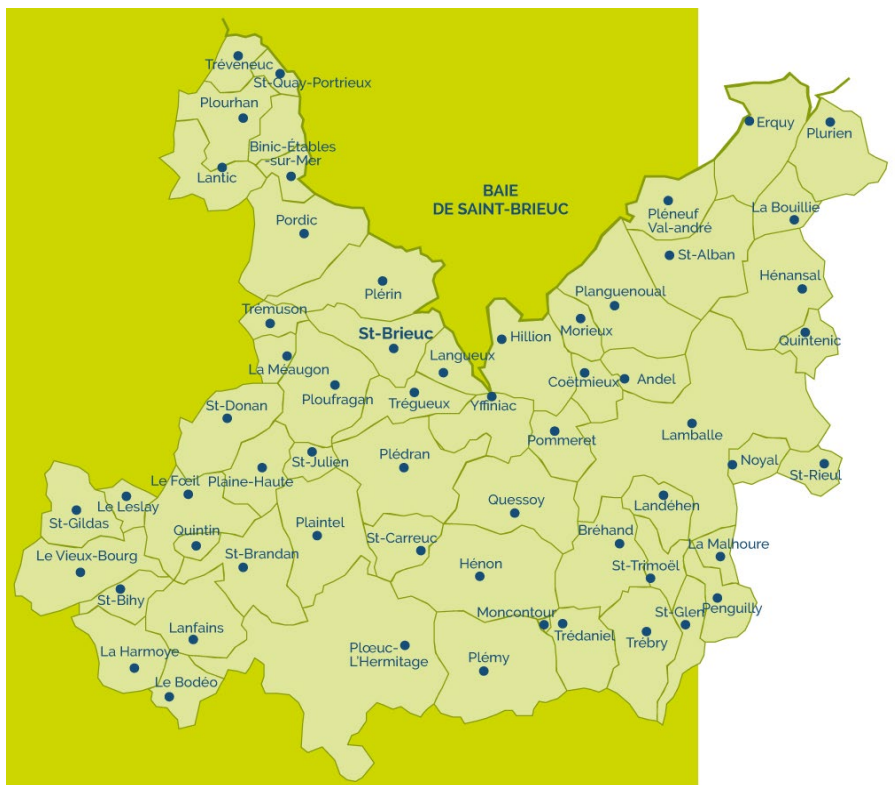 Tréveneuc
St-Quay-Portrieux
Plourhan
Erquy
Plurien
Binic-Étables
-sur-Mer
Lantic
BAIE
DE SAINT-BRIEUC
Pléneuf
Val-andré
La Bouillie
Pordic
St-Alban
Plérin
Planguenoual
Hénansal
Trémuson
St-Brieuc
Hillion
Morieux
Quintenic
Langueux
La Méaugon
Ploufragan
Coëtmieux
Andel
St-Donan
Trégueux
Yffiniac
Pommeret
Lamballe
Plédran
St-Julien
Noyal
St-Rieul
Le Fœil
Plaine-Haute
Le Leslay
St-Gildas
Quessoy
Landéhen
Quintin
Plaintel
St-Carreuc
Bréhand
La Malhoure
Le Vieux-Bourg
St-Brandan
Hénon
St-Trimoël
St-Bihy
Moncontour
St-Glen
Penguilly
Lanfains
Trédaniel
Trébry
La Harmoye
Plœuc-
L'Hermitage
Plémy
Le Bodéo